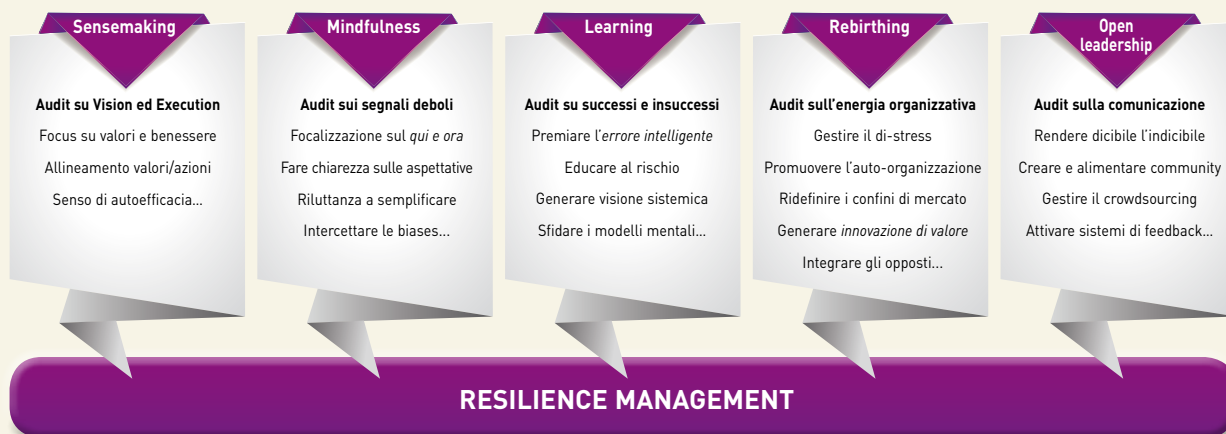 Sensemaking
Audit su Vision ed Execution
Focus su valori e benessere
Allineamento valori/azioni
Senso di autoefficacia...
Mindfulness
Audit sui segnali deboli
Focalizzazione sul qui e ora
Fare chiarezza sulle aspettative
Riluttanza a semplificare
Intercettare le biases...
Learning
Audit su successi e insuccessi
Premiare l'errore intelligente
Educare al rischio
Generare visione sistemica
Sfidare i modelli mentali...
Rebirthing
Audit sull'energia organizzativa
Gestire il di-stress
Promuovere l'auto-organizzazione
Ridefinire i confini di mercato
Generare innovazione di valore
Integrare gli opposti...
Open
leadership
Audit sulla comunicazione
Rendere dicibile l'indicibile
Creare e alimentare community
Gestire il crowdsourcing
Attivare sistemi di feedback...
RESILIENCE MANAGEMENT